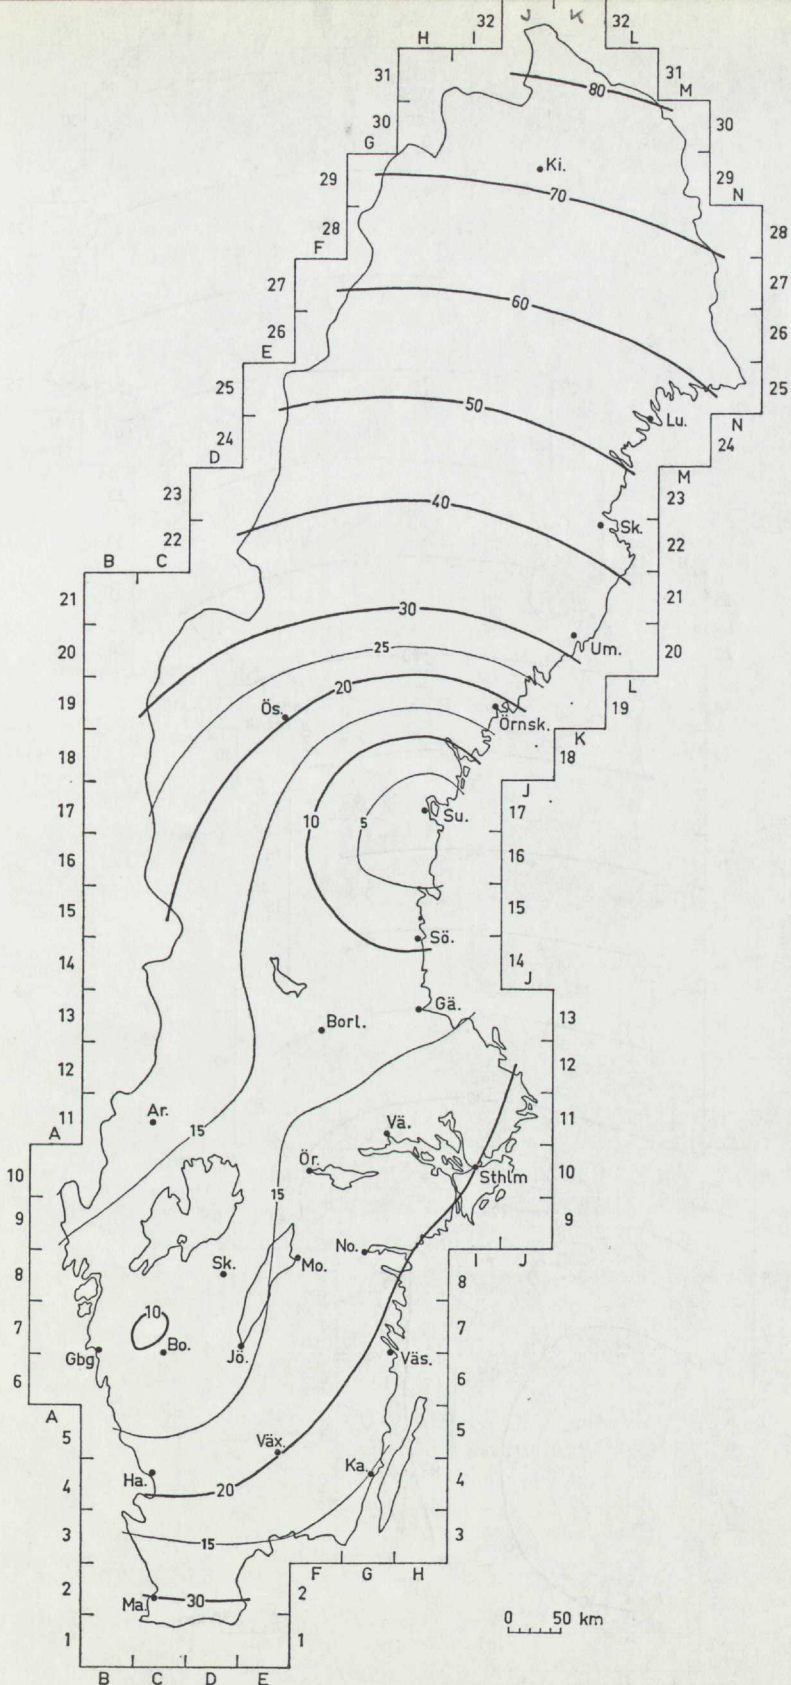 32 J K 32
H I L
31 31
80 M
30 30
G
Ki.
29 29
70 N
28 28
F
27 27
60
26 26
E
25 25
50
Lu. N
24 24
D M
23 23
40
Sk.
22 22
B C
21 21
30
Um.
20 25 20
20 L
19 19
Ös. Örnsk.
K
18 18
J
17 10 5 Su. 17
16 16
15 15
Sö.
14 14
J
Gä.
13 Borl. 13
12 12
11 Ar. Vä. 11
A 15
Ör.
10 Sthlm 10
15
9 9
No. I J
8 Sk. Mo. 8
10
7 Bo. 7
Gbg Jö. Väs.
6 6
A
5 5
Väx.
Ka.
4 Ha. 4
20
3 15 3
F G H
2 Ma. 30 2
0 50 km
1 1
B C D E